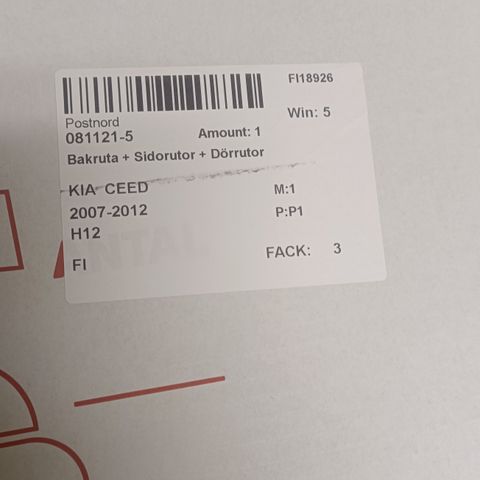 FI18926
Postnord
Win: 5
081121-5 Amount: 1
Bakruta + Sidorutor + Dörrutor
KIA CEED M:1
2007-2012 P:P1
H12
FI FACK: 3
NTAL